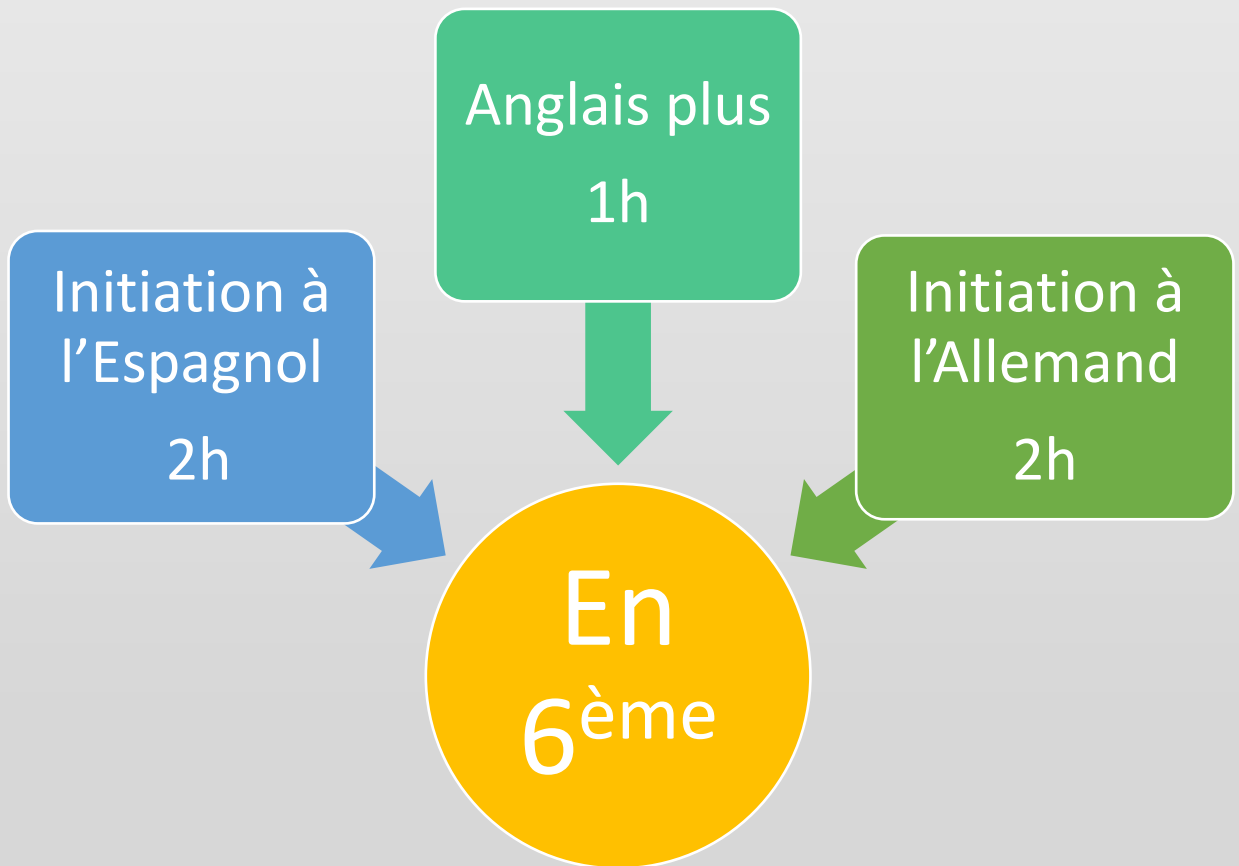 Anglais plus
1h
Initiation à
l’Espagnol
2h
Initiation à
l’Allemand
2h
En
6ème